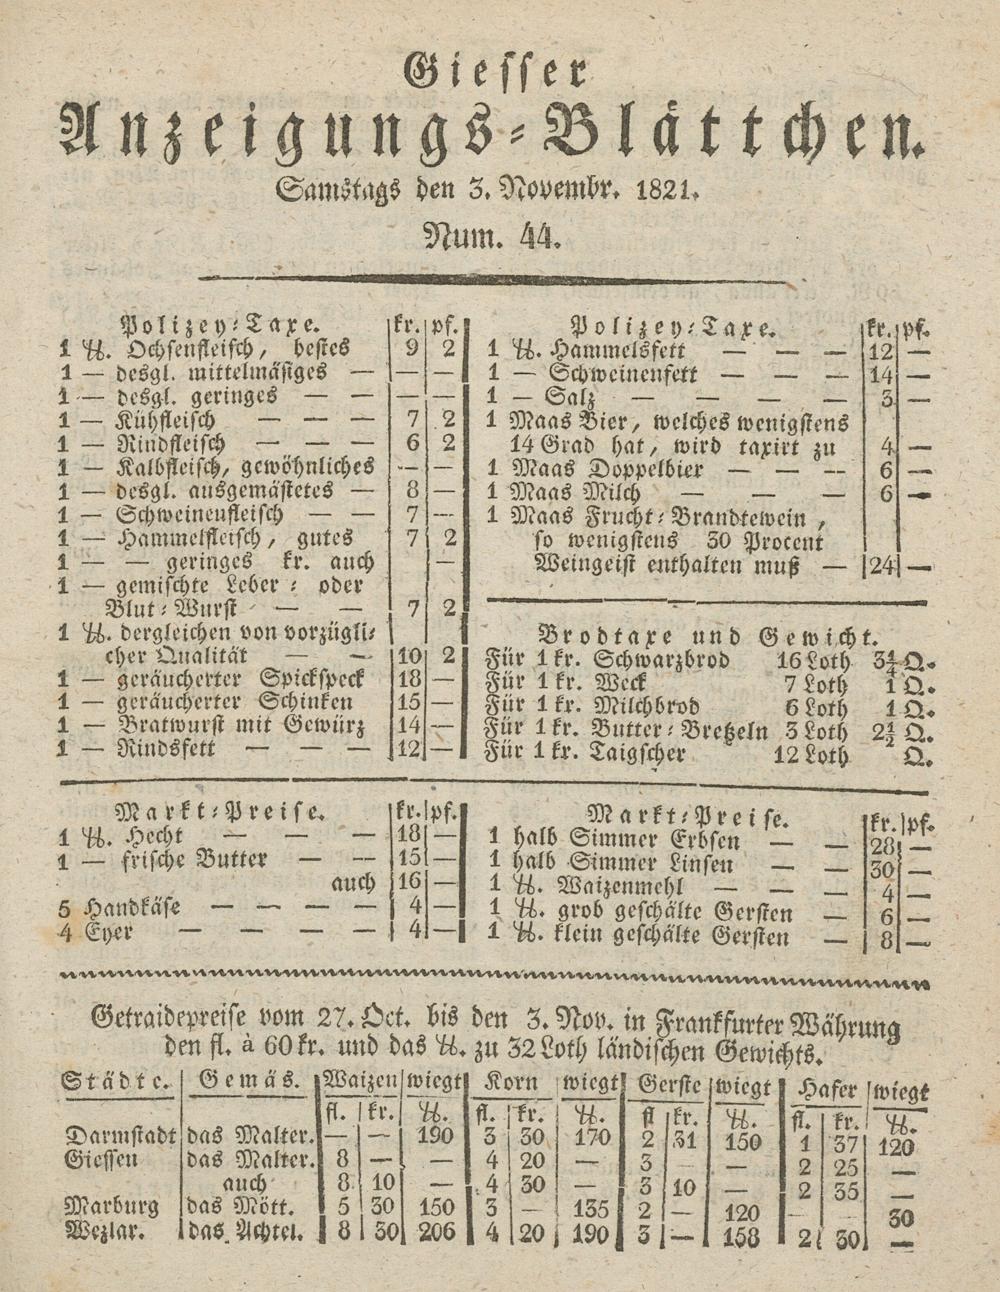 Giesser
Anzeigungs-Blättchen.
Samstags den 3. Novembr. 1821.
Num. 44.
Polizey-Taxe. kr. pf.
1 ℔. Ochsenfleisch, bestes 9 2
1 — desgl. mittelmäsiges — — —
1 — desgl. geringes — — — —
1 — Kühfleisch — — — 7 2
1 — Rindfleisch — — — 6 2
1 — Kalbfleisch, gewöhnliches — —
1 — desgl. ausgemästetes — 8 —
1 — Schweinenfleisch — — 7 —
1 — Hammelfleisch, gutes 7 2
1 — — geringes kr. auch —
1 — gemischte Leber- oder
Blut-Wurst — — 7 2
1 ℔. dergleichen von vorzügli-
cher Qualität — — 10 2
1 — geräucherter Spickspeck 18 —
1 — geräucherter Schinken 15 —
1 — Bratwurst mit Gewürz 14 —
1 — Rindsfett — — — 12 —
Polizey-Taxe. kr. pf.
1 ℔. Hammelsfett — — — 12 —
1 — Schweinenfett — — — 14 —
1 — Salz — — — — 3 —
1 Maas Bier, welches wenigstens
14 Grad hat, wird taxirt zu 4 —
1 Maas Doppelbier — — — 6 —
1 Maas Milch — — — 6 —
1 Maas Frucht-Brandtewein,
so wenigstens 30 Procent
Weingeist enthalten muß — 24 —
Brodtaxe und Gewicht.
Für 1 kr. Schwarzbrod 16 Loth 3¼ Q.
Für 1 kr. Weck 7 Loth 1 Q.
Für 1 kr. Milchbrod 6 Loth 1 Q.
Für 1 kr. Butter-Bretzeln 3 Loth 2½ Q.
Für 1 kr. Taigscher 12 Loth Q.
Markt-Preise. kr. pf.
1 ℔. Hecht — — — 18 —
1 — frische Butter — — 15 —
auch 16 —
5 Handkäse — — — — 4 —
4 Eyer — — — — 4 —
Markt-Preise. kr. pf.
1 halb Simmer Erbsen — — 28 —
1 halb Simmer Linsen — — 30 —
1 ℔. Waizenmehl — — — 4 —
1 ℔. grob geschälte Gersten — 6 —
1 ℔. klein geschälte Gersten — 8 —
Getraidepreise vom 27. Oct. bis den 3. Nov. in Frankfurter Währung
den fl. à 60 kr. und das ℔. zu 32 Loth ländischen Gewichts.
Städte. Gemäs. Waizen wiegt Korn wiegt Gerste wiegt Hafer wiegt
fl. kr. ℔. fl. kr. ℔. fl kr. ℔. fl. kr. ℔.
Darmstadt das Malter. — — 190 3 30 170 2 31 150 1 37 120
Giessen das Malter. 8 — — 4 20 — 3 — 2 25 —
auch 8 10 — 4 30 — 3 10 — 2 35 —
Marburg das Mött. 5 30 150 3 — 135 2 — 120 — — 30
Wezlar. das Achtel. 8 30 206 4 20 190 3 — 158 2 30 —